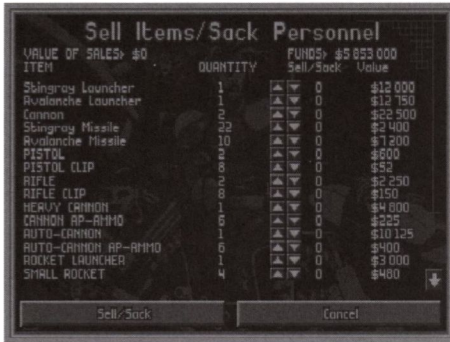 Sell Items/Sack Personnel
VALUE OF SALES> $0 FUNDS> $5 853 000
ITEM QUANTITY Sell/Sack Value
Stingray Launcher 1 0 $12 000
Avalanche Launcher 1 0 $12 750
Cannon 2 0 $22 500
Stingray Missile 22 0 $2 400
Avalanche Missile 10 0 $7 200
PISTOL 2 0 $600
PISTOL CLIP 8 0 $52
RIFLE 2 0 $2 250
RIFLE CLIP 8 0 $150
HEAVY CANNON 1 0 $4 800
CANNON AP-AMMO 6 0 $225
AUTO-CANNON 1 0 $10 125
AUTO-CANNON AP-AMMO 6 0 $400
ROCKET LAUNCHER 1 0 $3 000
SMALL ROCKET 4 0 $480
Sell/Sack Cancel